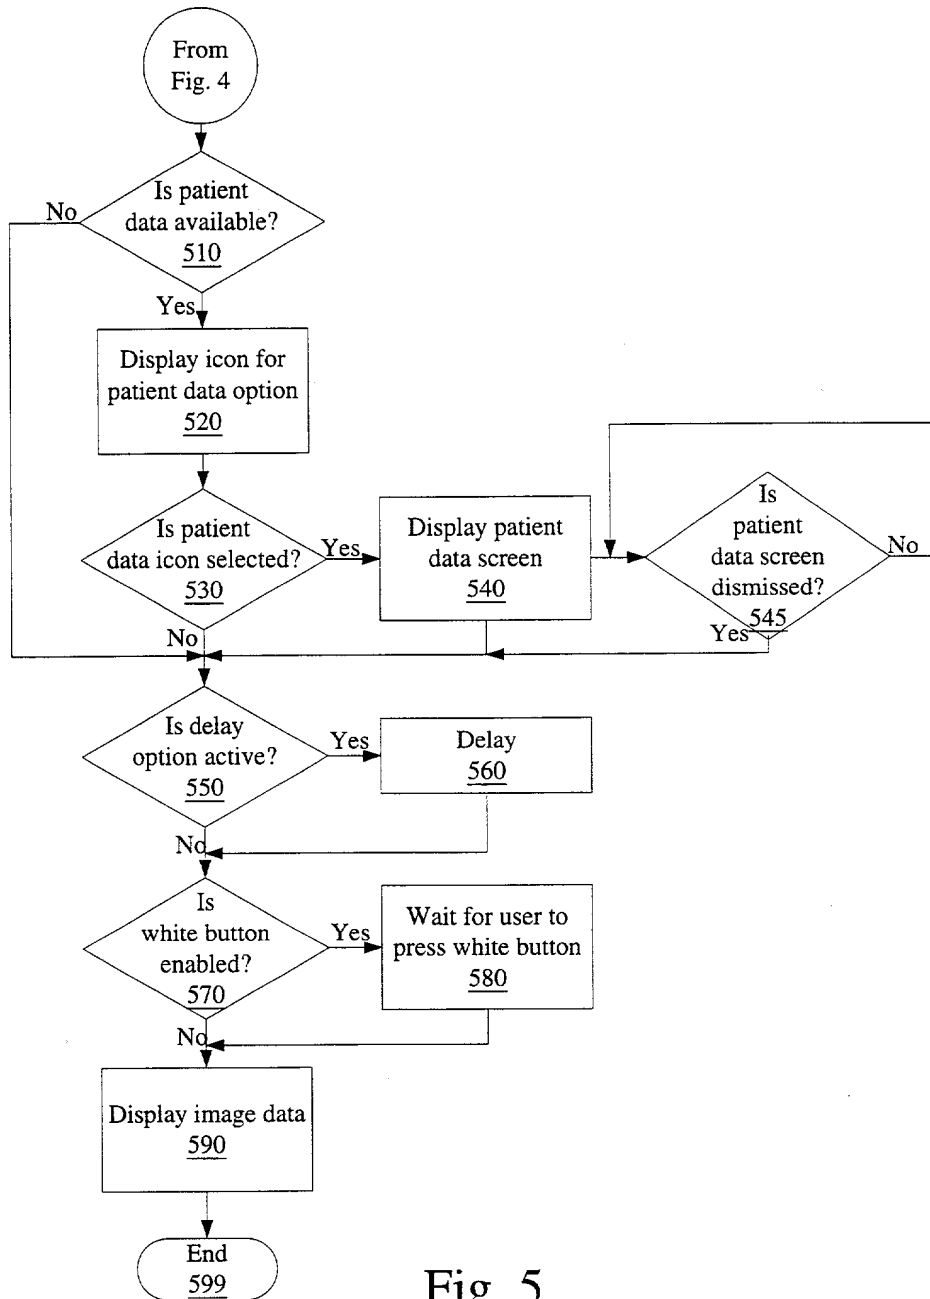 From
Fig. 4
Is patient
data available?
510
No
Yes
Display icon for
patient data option
520
Is patient
data icon selected?
530
Yes
No
Display patient
data screen
540
Is
patient
data screen
dismissed?
545
No
Yes
Is delay
option active?
550
Yes
No
Delay
560
Is
white button
enabled?
570
Yes
No
Wait for user to
press white button
580
Display image data
590
End
599
Fig. 5